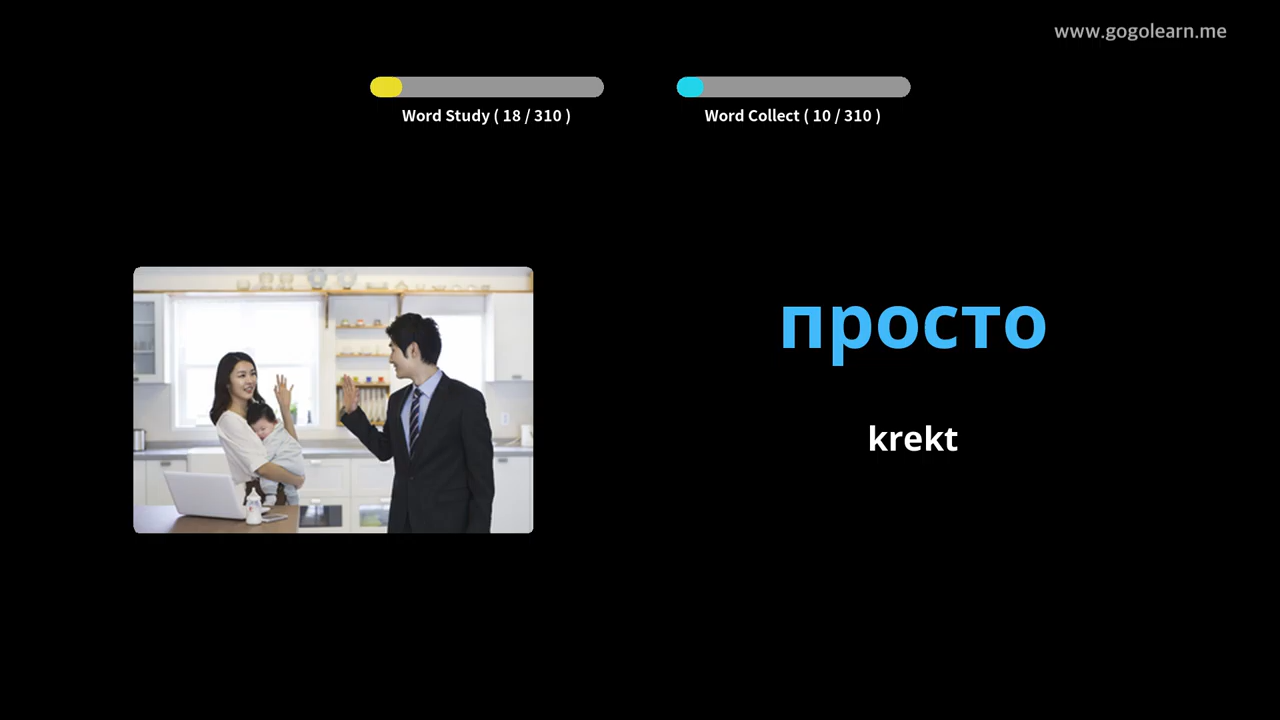 www.gogolearn.me
Word Study ( 18 / 310 )
Word Collect ( 10 / 310 )
просто
krekt